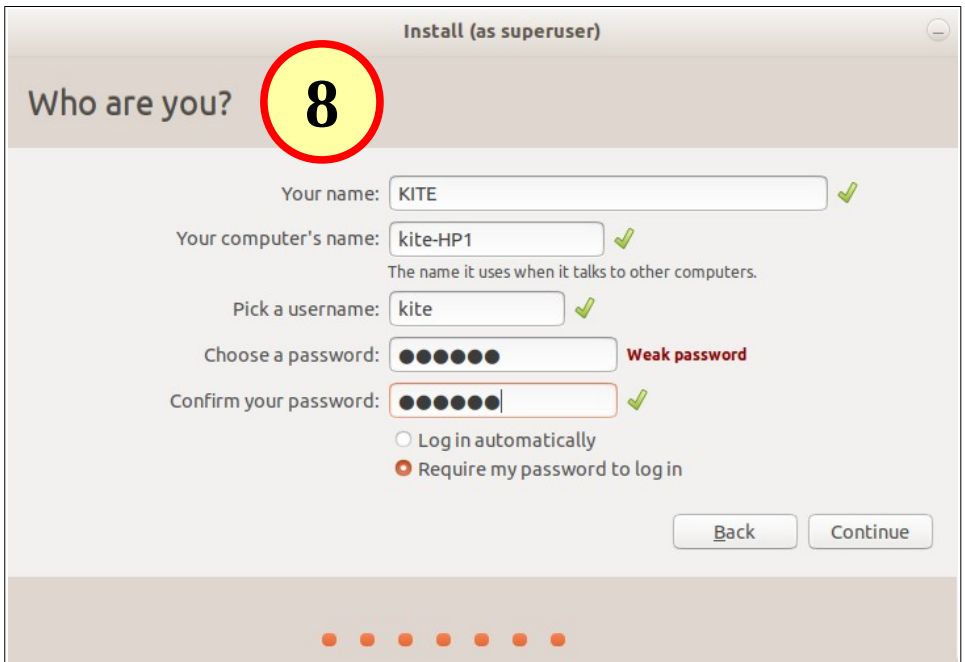 Install (as superuser)
Who are you?
8
Your name: KITE
Your computer's name: kite-HP1
The name it uses when it talks to other computers.
Pick a username: kite
Choose a password: ●●●●●● Weak password
Confirm your password: ●●●●●●
Log in automatically
Require my password to log in
Back Continue